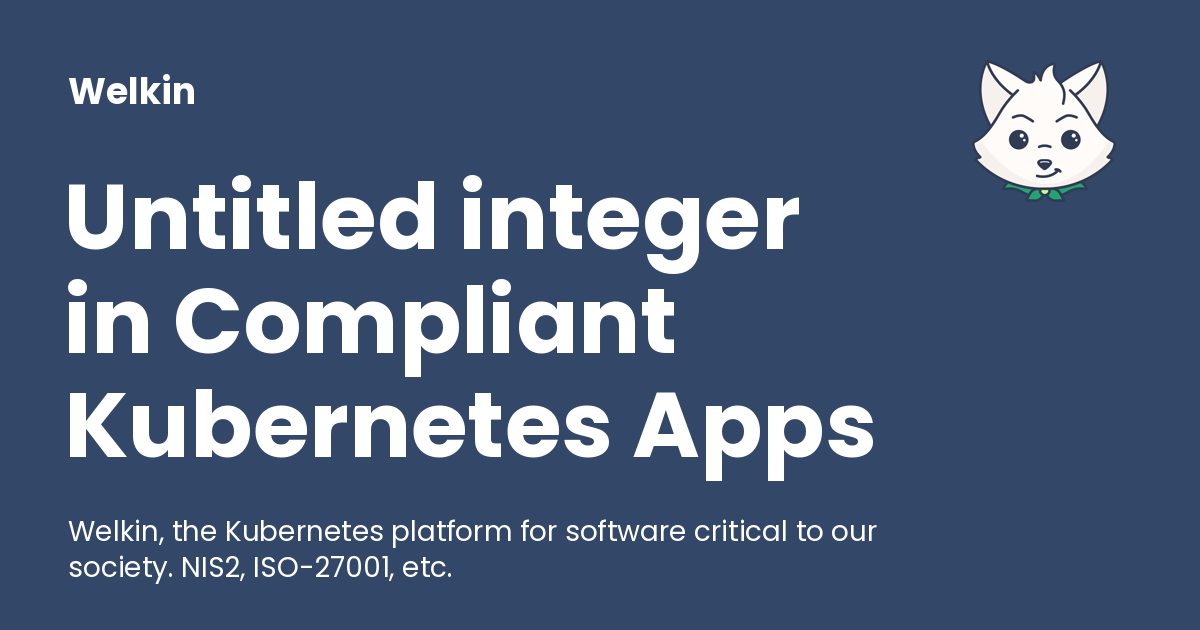 Welkin
Untitled integer
in Compliant
Kubernetes Apps
Welkin, the Kubernetes platform for software critical to our
society. NIS2, ISO-27001, etc.